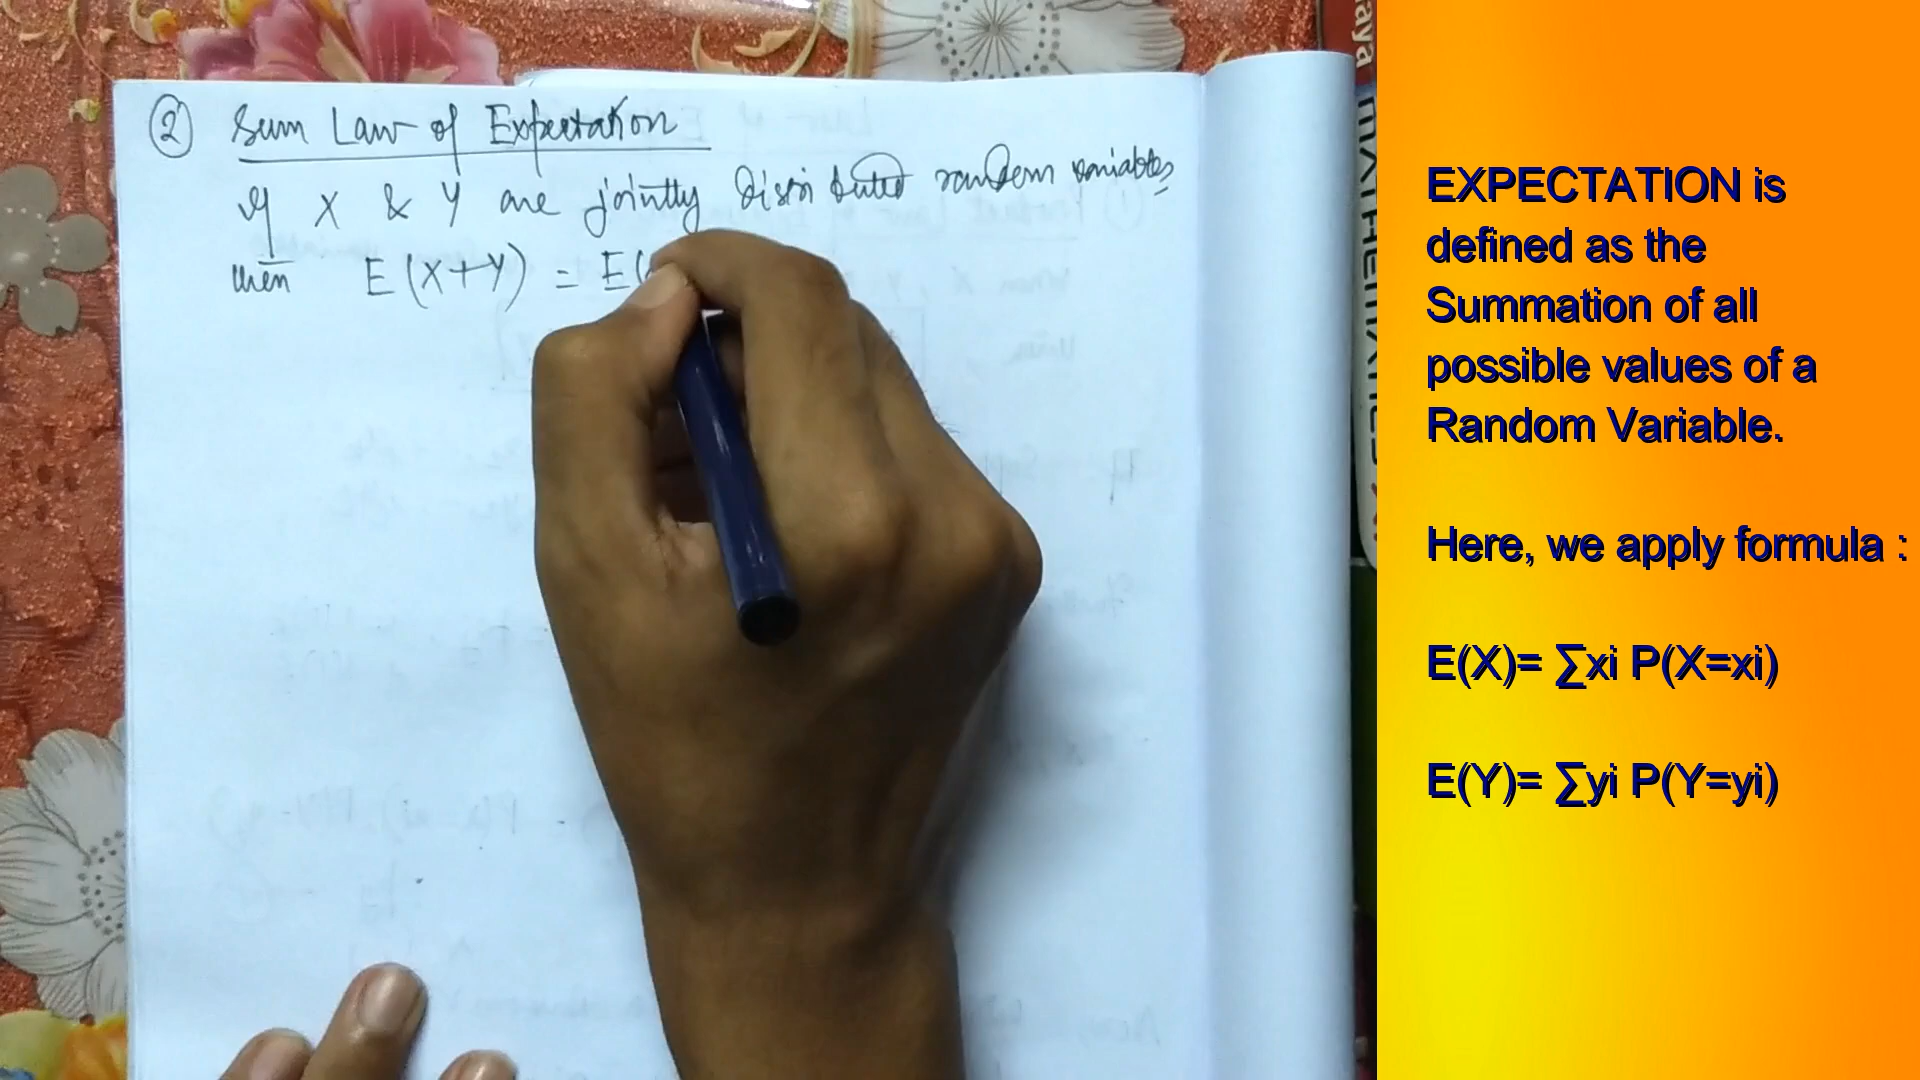 ② Sum Law of Expectation
If X & Y are jointly Distributed random variables
then E(X+Y) = E(
EXPECTATION is
defined as the
Summation of all
possible values of a
Random Variable.
Here, we apply formula :
E(X)= ∑xi P(X=xi)
E(Y)= ∑yi P(Y=yi)